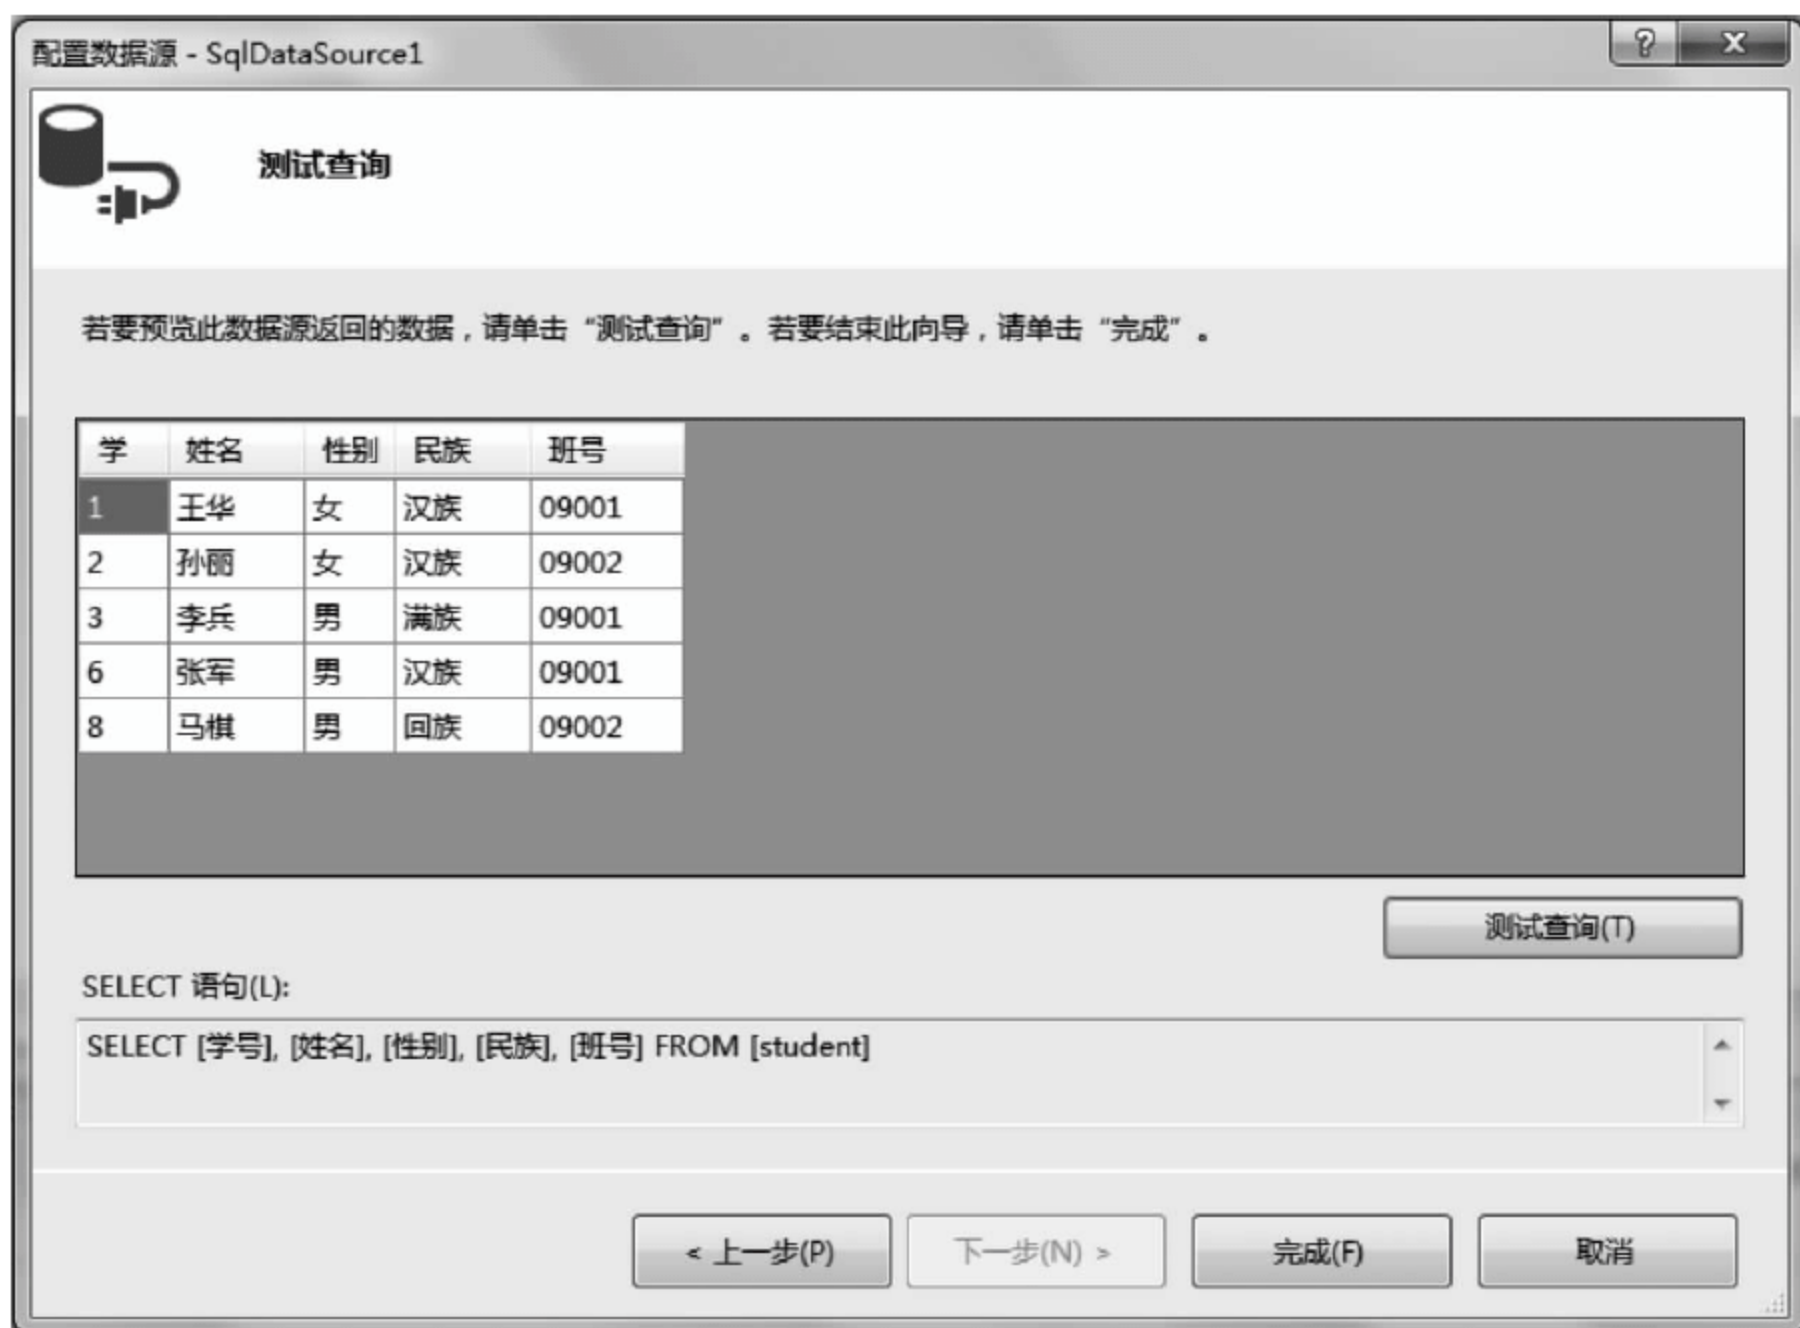 配置数据源 - SqlDataSource1
测试查询
若要预览此数据源返回的数据，请单击“测试查询”。若要结束此向导，请单击“完成”。
学 姓名 性别 民族 班号
1 王华 女 汉族 09001
2 孙丽 女 汉族 09002
3 李兵 男 满族 09001
6 张军 男 汉族 09001
8 马棋 男 回族 09002
测试查询(T)
SELECT 语句(L):
SELECT [学号], [姓名], [性别], [民族], [班号] FROM [student]
< 上一步(P) 下一步(N) > 完成(F) 取消